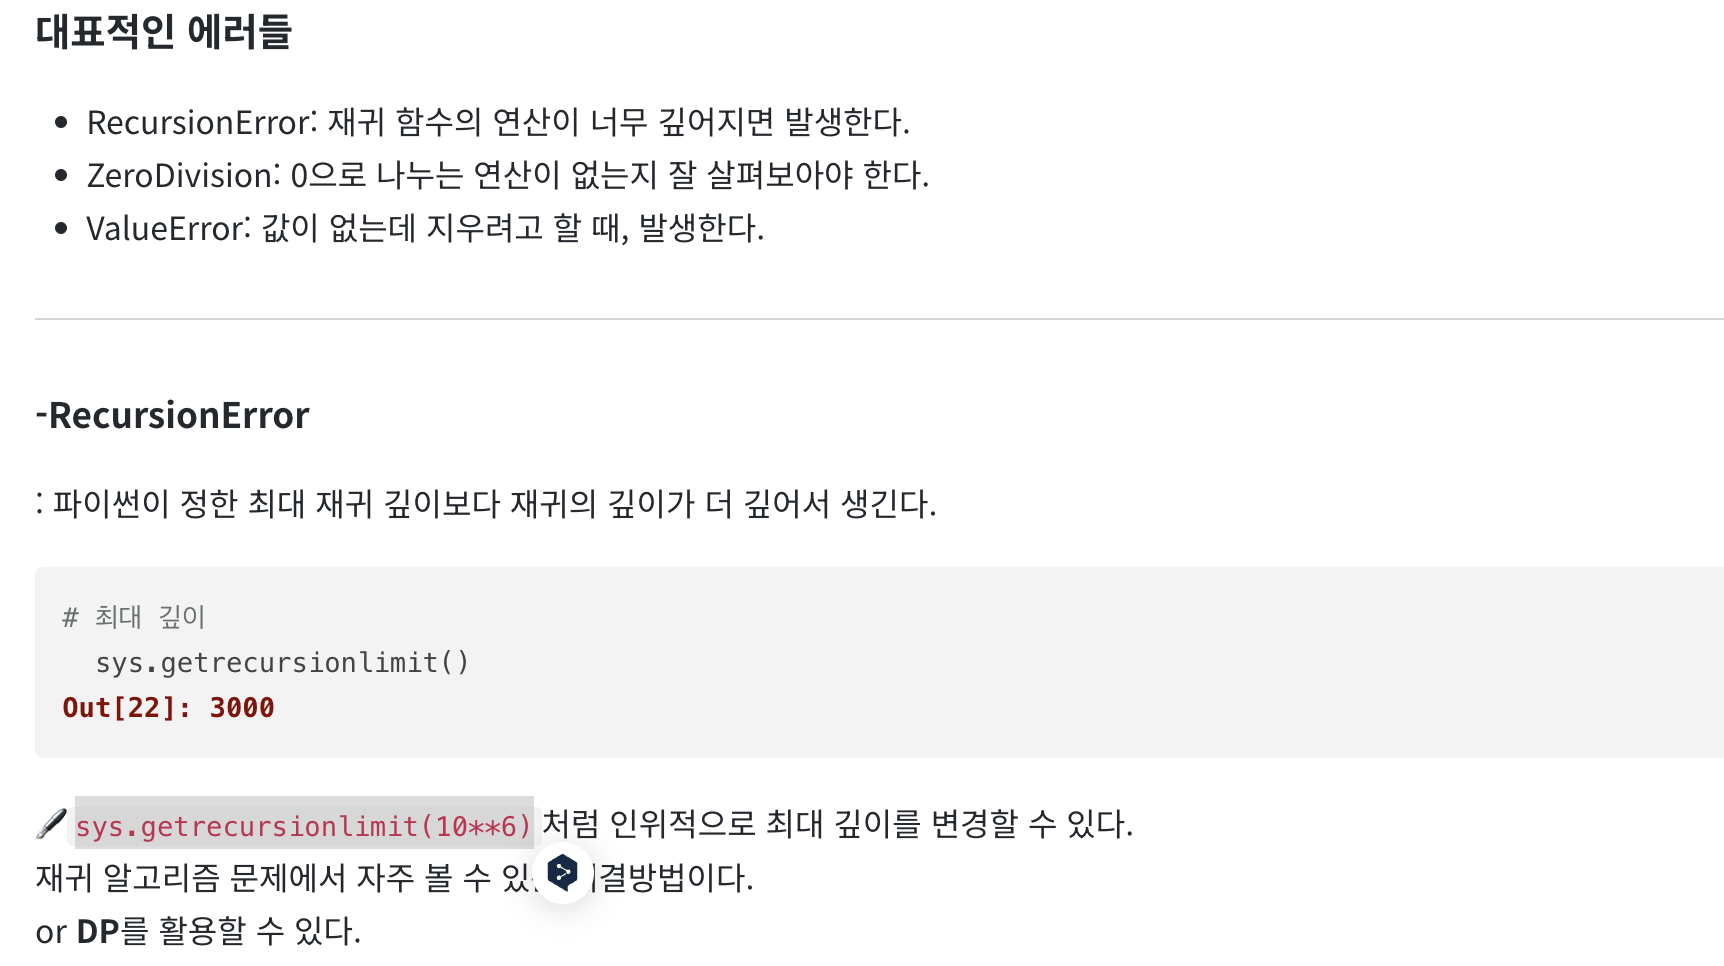 대표적인 에러들
RecursionError: 재귀 함수의 연산이 너무 깊어지면 발생한다.
ZeroDivision: 0으로 나누는 연산이 없는지 잘 살펴보아야 한다.
ValueError: 값이 없는데 지우려고 할 때, 발생한다.
-RecursionError
: 파이썬이 정한 최대 재귀 깊이보다 재귀의 깊이가 더 깊어서 생긴다.
# 최대 깊이
sys.getrecursionlimit()
Out[22]: 3000
sys.getrecursionlimit(10**6) 처럼 인위적으로 최대 깊이를 변경할 수 있다.
재귀 알고리즘 문제에서 자주 볼 수 결방법이다.
or DP를 활용할 수 있다.